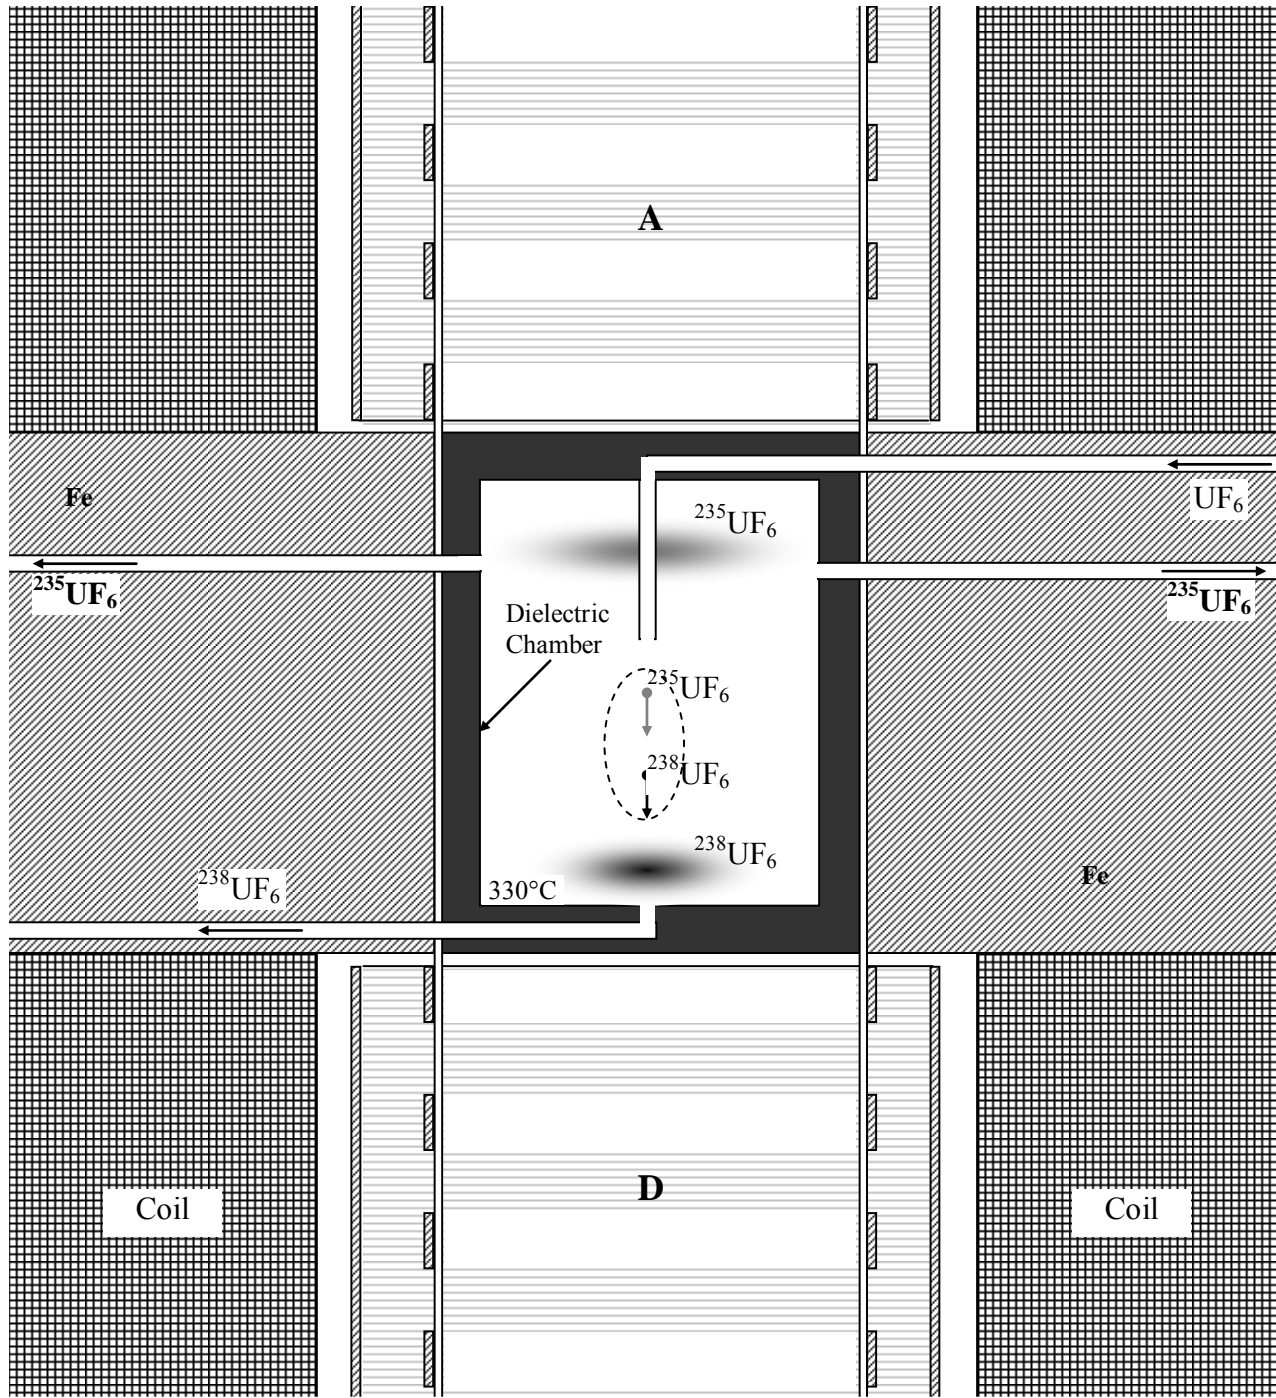 A
Fe
UF₆
²³⁵UF₆
²³⁵UF₆
²³⁵UF₆
Dielectric
Chamber
²³⁵UF₆
²³⁸UF₆
²³⁸UF₆
330°C
²³⁸UF₆
Fe
D
Coil
Coil